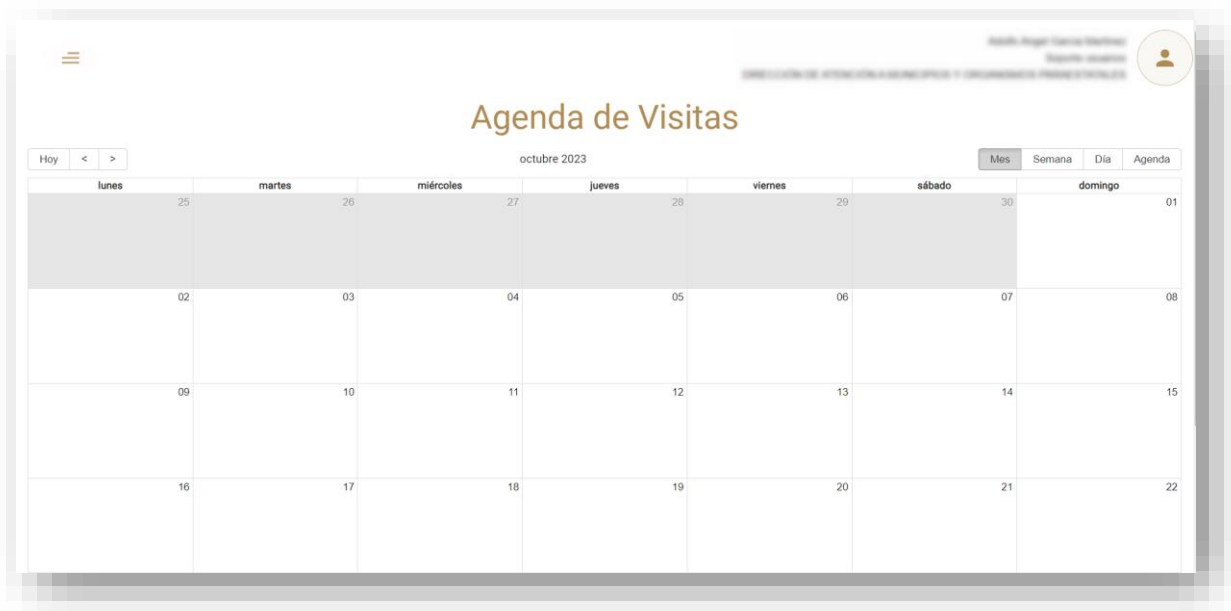 Agenda de Visitas
Hoy < > octubre 2023 Mes Semana Día Agenda
lunes martes miércoles jueves viernes sábado domingo
25 26 27 28 29 30 01
02 03 04 05 06 07 08
09 10 11 12 13 14 15
16 17 18 19 20 21 22